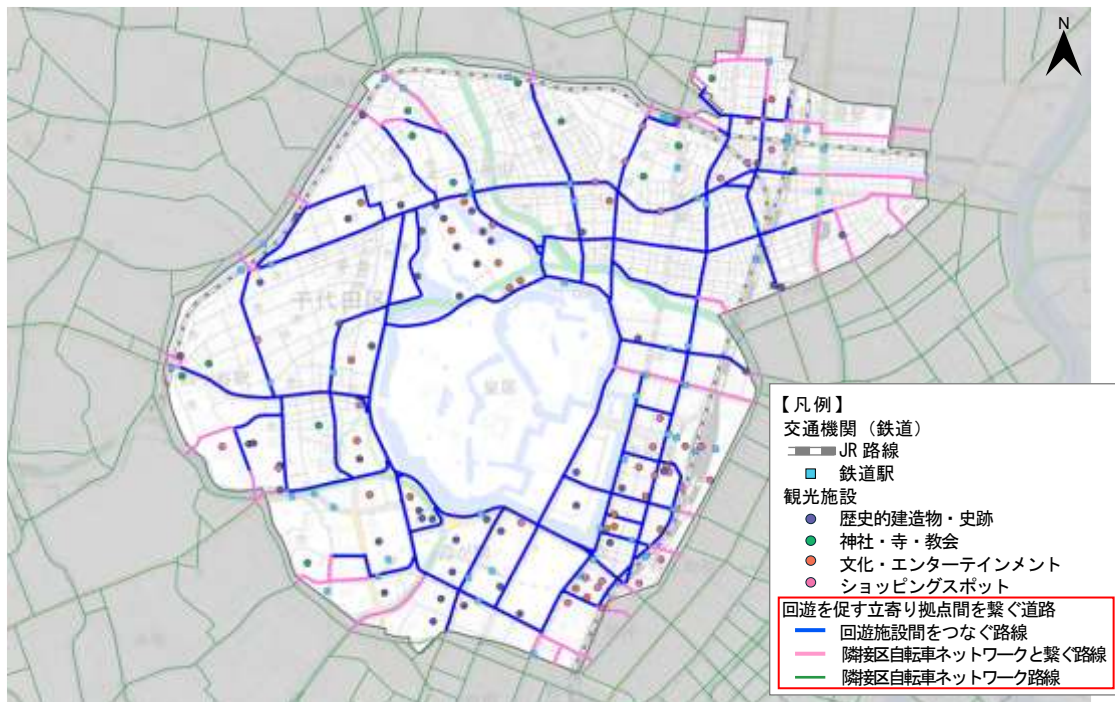 N
千代田区
皇居
【凡例】
交通機関（鉄道）
JR 路線
鉄道駅
観光施設
歴史的建造物・史跡
神社・寺・教会
文化・エンターテインメント
ショッピングスポット
回遊を促す立寄り拠点間を繋ぐ道路
回遊施設間をつなぐ路線
隣接区自転車ネットワークと繋ぐ路線
隣接区自転車ネットワーク路線